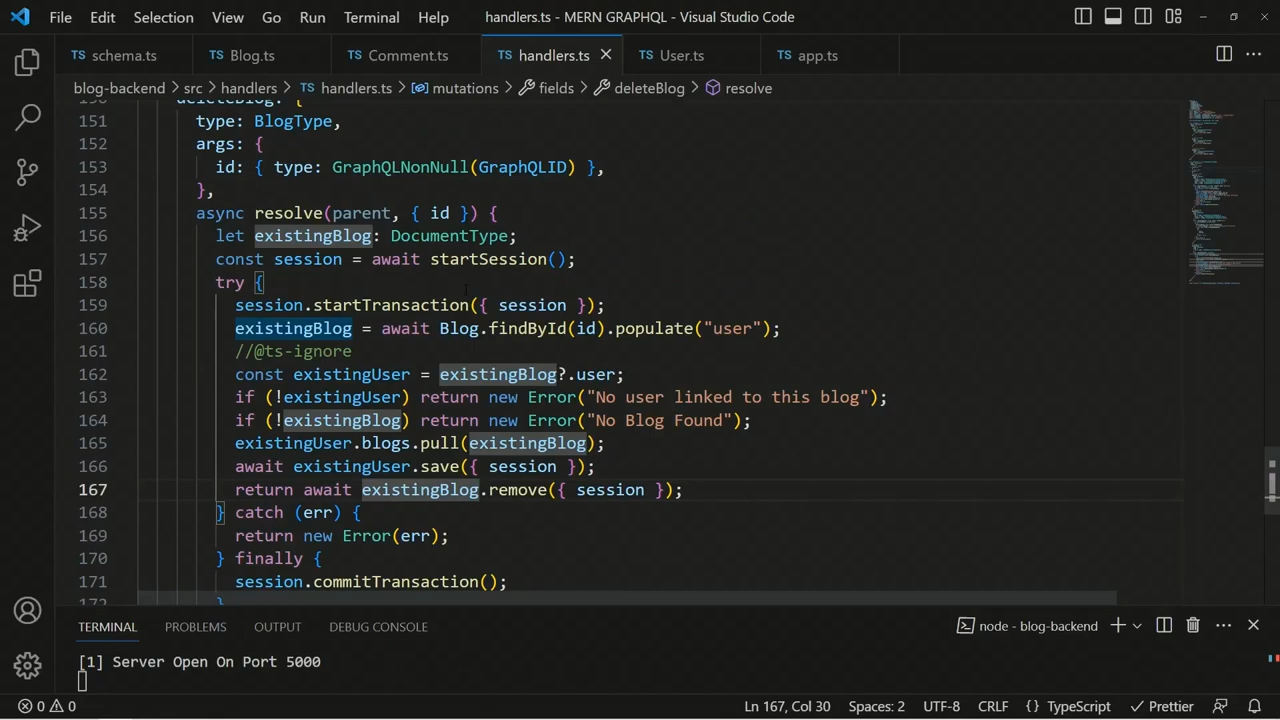 File Edit Selection View Go Run Terminal Help handlers.ts - MERN GRAPHQL - Visual Studio Code
TS schema.ts TS Blog.ts TS Comment.ts TS handlers.ts TS User.ts TS app.ts
blog-backend > src > handlers > TS handlers.ts > mutations > fields > deleteBlog > resolve
150 deleteBlog: {
151 type: BlogType,
152 args: {
153 id: { type: GraphQLNonNull(GraphQLID) },
154 },
155 async resolve(parent, { id }) {
156 let existingBlog: DocumentType;
157 const session = await startSession();
158 try {
159 session.startTransaction({ session });
160 existingBlog = await Blog.findById(id).populate("user");
161 //@ts-ignore
162 const existingUser = existingBlog?.user;
163 if (!existingUser) return new Error("No user linked to this blog");
164 if (!existingBlog) return new Error("No Blog Found");
165 existingUser.blogs.pull(existingBlog);
166 await existingUser.save({ session });
167 return await existingBlog.remove({ session });
168 } catch (err) {
169 return new Error(err);
170 } finally {
171 session.commitTransaction();
172 }
TERMINAL PROBLEMS OUTPUT DEBUG CONSOLE node - blog-backend
[1] Server Open On Port 5000
0 0 Ln 167, Col 30 Spaces: 2 UTF-8 CRLF {} TypeScript Prettier